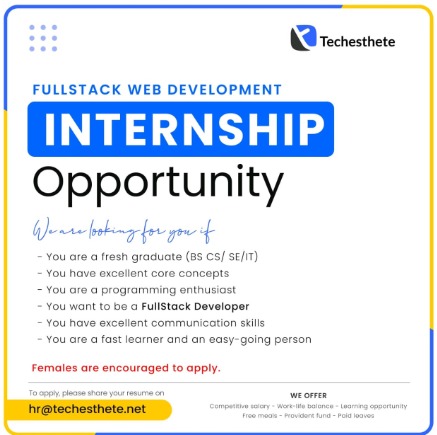 Techesthete
FULLSTACK WEB DEVELOPMENT
INTERNSHIP
Opportunity
We are looking for you if
- You are a fresh graduate (BS CS/ SE/IT)
- You have excellent core concepts
- You are a programming enthusiast
- You want to be a FullStack Developer
- You have excellent communication skills
- You are a fast learner and an easy-going person
Females are encouraged to apply.
To apply, please share your resume on
hr@techesthete.net
WE OFFER
Competitive salary - Work-life balance - Learning opportunity
Free meals - Provident fund - Paid leaves